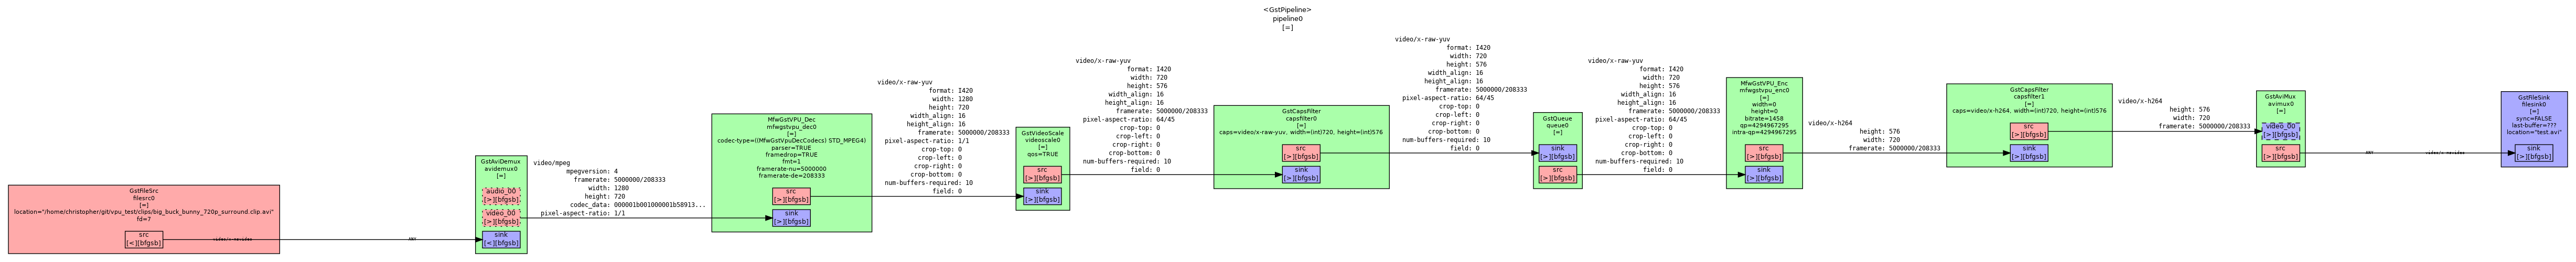 <GstPipeline>
pipeline0
[=]
GstFileSrc
filesrc0
[=]
location="/home/christopher/git/vpu_test/clips/big_buck_bunny_720p_surround.clip.avi"
fd=7
src
[<][bfgsb]
video/x-msvideo
ANY
GstAviDemux
avidemux0
[=]
audio_00
[>][bfgsb]
video_00
[>][bfgsb]
sink
[<][bfgsb]
video/mpeg
mpegversion: 4
framerate: 5000000/208333
width: 1280
height: 720
codec_data: 000001b001000001b58913...
pixel-aspect-ratio: 1/1
MfwGstVPU_Dec
mfwgstvpu_dec0
[=]
codec-type=((MfwGstVpuDecCodecs) STD_MPEG4)
parser=TRUE
framedrop=TRUE
fmt=1
framerate-nu=5000000
framerate-de=208333
src
[>][bfgsb]
sink
[>][bfgsb]
video/x-raw-yuv
format: I420
width: 1280
height: 720
width_align: 16
height_align: 16
framerate: 5000000/208333
pixel-aspect-ratio: 1/1
crop-top: 0
crop-left: 0
crop-right: 0
crop-bottom: 0
num-buffers-required: 10
field: 0
GstVideoScale
videoscale0
[=]
qos=TRUE
src
[>][bfgsb]
sink
[>][bfgsb]
video/x-raw-yuv
format: I420
width: 720
height: 576
width_align: 16
height_align: 16
framerate: 5000000/208333
pixel-aspect-ratio: 64/45
crop-top: 0
crop-left: 0
crop-right: 0
crop-bottom: 0
num-buffers-required: 10
field: 0
GstCapsFilter
capsfilter0
[=]
caps=video/x-raw-yuv, width=(int)720, height=(int)576
src
[>][bfgsb]
sink
[>][bfgsb]
video/x-raw-yuv
format: I420
width: 720
height: 576
width_align: 16
height_align: 16
framerate: 5000000/208333
pixel-aspect-ratio: 64/45
crop-top: 0
crop-left: 0
crop-right: 0
crop-bottom: 0
num-buffers-required: 10
field: 0
GstQueue
queue0
[=]
sink
[>][bfgsb]
src
[>][bfgsb]
video/x-raw-yuv
format: I420
width: 720
height: 576
width_align: 16
height_align: 16
framerate: 5000000/208333
pixel-aspect-ratio: 64/45
crop-top: 0
crop-left: 0
crop-right: 0
crop-bottom: 0
num-buffers-required: 10
field: 0
MfwGstVPU_Enc
mfwgstvpu_enc0
[=]
width=0
height=0
bitrate=1458
qp=4294967295
intra-qp=4294967295
src
[>][bfgsb]
sink
[>][bfgsb]
video/x-h264
height: 576
width: 720
framerate: 5000000/208333
GstCapsFilter
capsfilter1
[=]
caps=video/x-h264, width=(int)720, height=(int)576
src
[>][bfgsb]
sink
[>][bfgsb]
video/x-h264
height: 576
width: 720
framerate: 5000000/208333
GstAviMux
avimux0
[=]
video_00
[>][bfgsb]
src
[>][bfgsb]
ANY
video/x-msvideo
GstFileSink
filesink0
[=]
sync=FALSE
last-buffer=???
location="test.avi"
sink
[>][bfgsb]